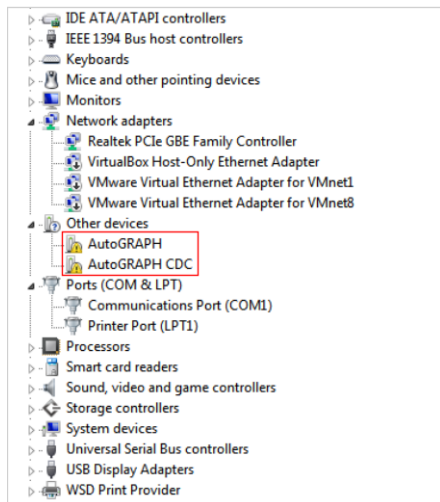 IDE ATA/ATAPI controllers
IEEE 1394 Bus host controllers
Keyboards
Mice and other pointing devices
Monitors
Network adapters
Realtek PCIe GBE Family Controller
VirtualBox Host-Only Ethernet Adapter
VMware Virtual Ethernet Adapter for VMnet1
VMware Virtual Ethernet Adapter for VMnet8
Other devices
AutoGRAPH
AutoGRAPH CDC
Ports (COM & LPT)
Communications Port (COM1)
Printer Port (LPT1)
Processors
Smart card readers
Sound, video and game controllers
Storage controllers
System devices
Universal Serial Bus controllers
USB Display Adapters
WSD Print Provider